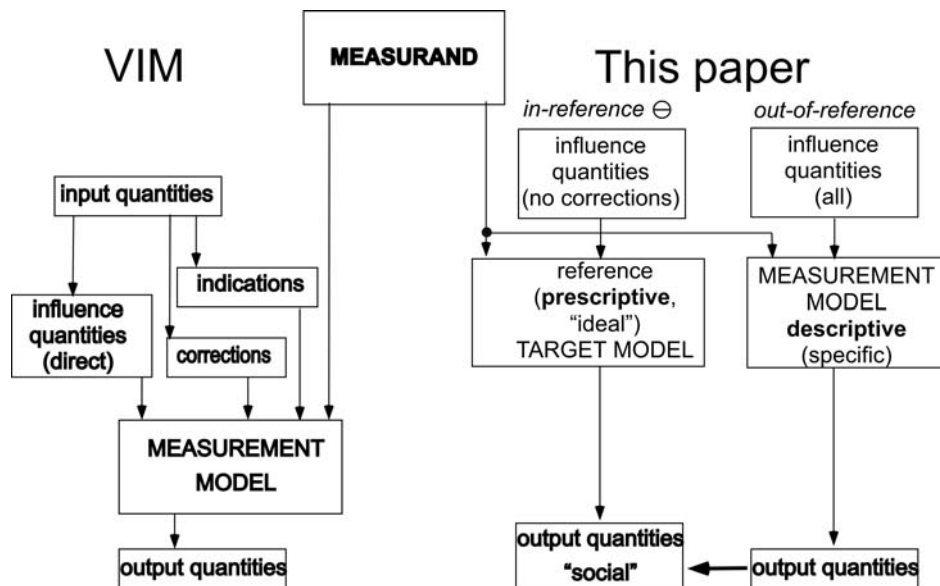 VIM
MEASURAND
This paper
in-reference ⊖
out-of-reference
influence
quantities
(no corrections)
influence
quantities
(all)
input quantities
indications
influence
quantities
(direct)
corrections
MEASUREMENT
MODEL
output quantities
reference
(prescriptive,
“ideal”)
TARGET MODEL
MEASUREMENT
MODEL
descriptive
(specific)
output quantities
“social”
output quantities